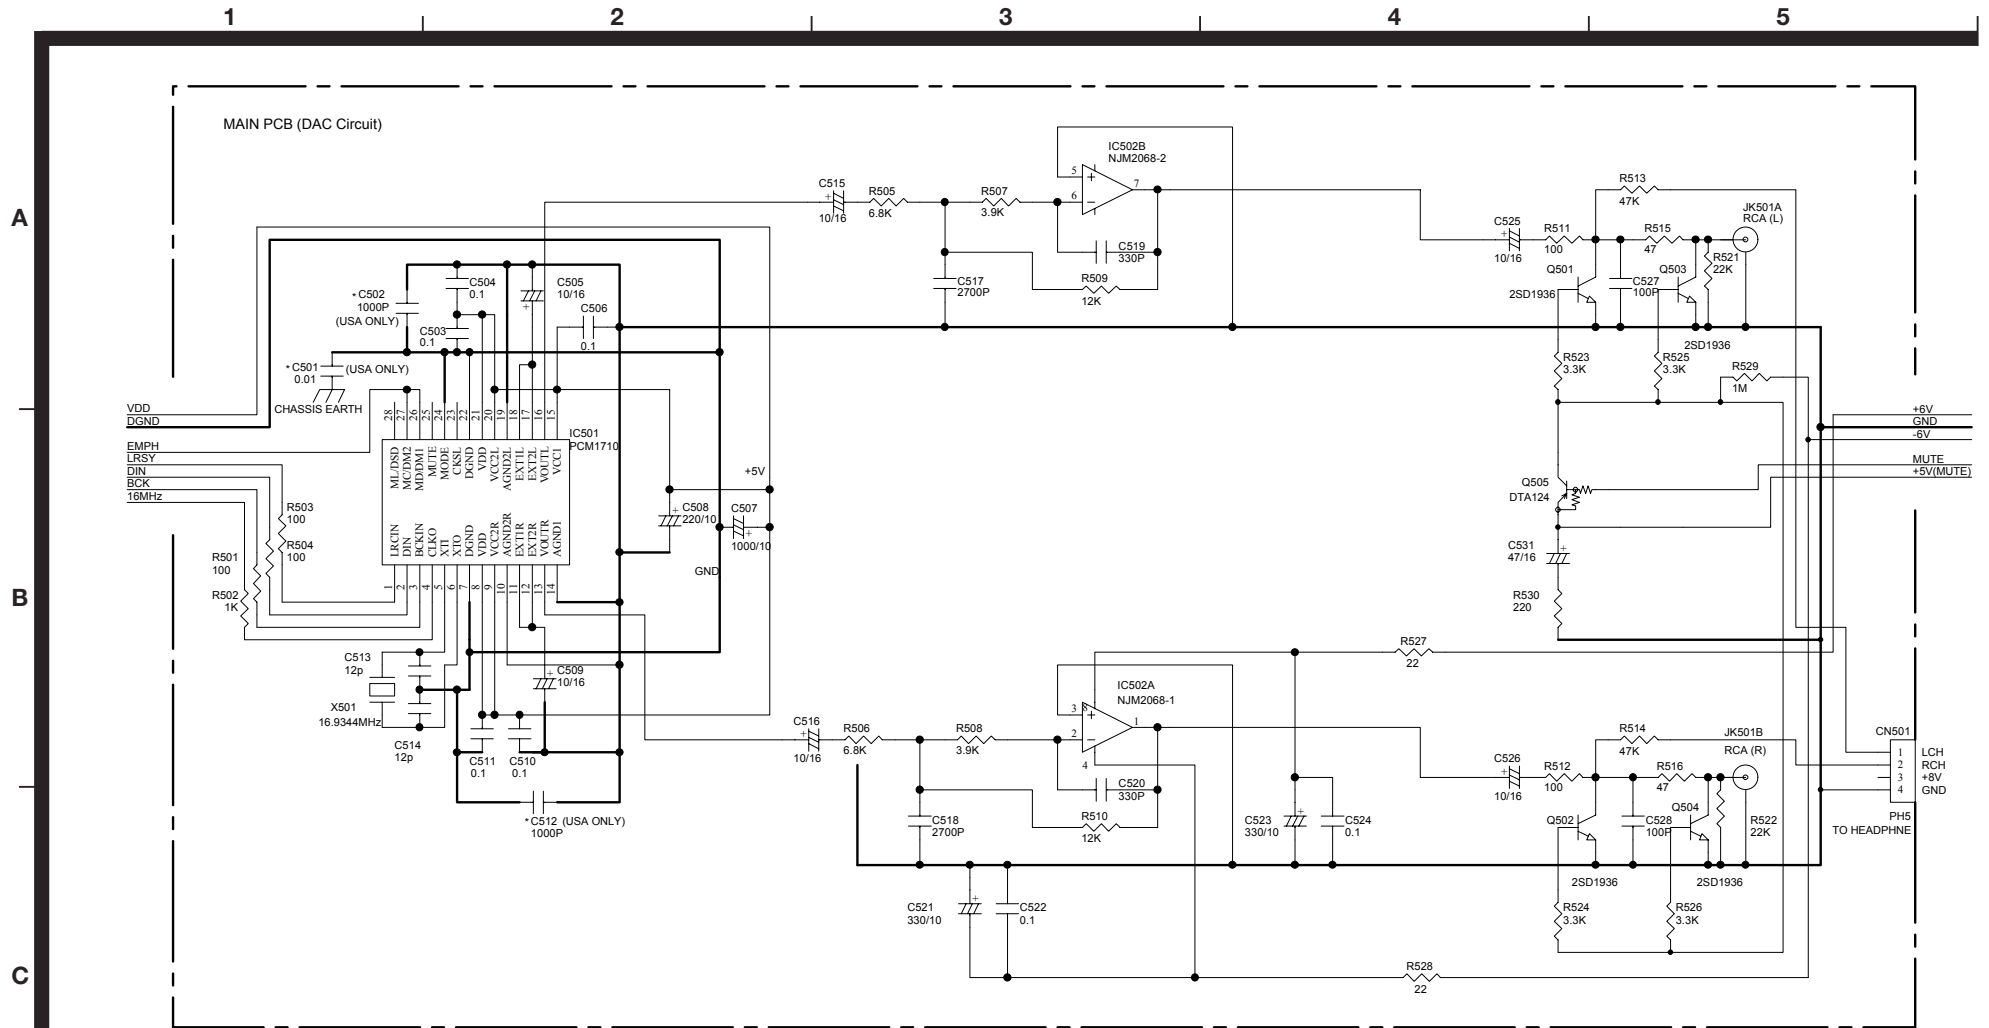 1 2 3 4 5
A
B
C
MAIN PCB (DAC Circuit)
IC502B
NJM2068-2
5
6
7
C515
10/16
R505
6.8K
R507
3.9K
C519
330P
C517
2700P
R509
12K
C525
10/16
R511
100
R513
47K
R515
47
JK501A
RCA (L)
R521
22K
Q501
2SD1936
C527
100P
Q503
2SD1936
R523
3.3K
R525
3.3K
R529
1M
*C502
1000P
(USA ONLY)
C504
0.1
C503
0.1
C505
10/16
C506
0.1
*C501
0.01
(USA ONLY)
CHASSIS EARTH
VDD
DGND
EMPH
LRSY
DIN
BCK
16MHz
28 27 26 25 24 23 22 21 20 19 18 17 16 15
IC501
PCM1710
ML/DSD
MC/DM2
MD/DM1
MUTE
MODE
CKSL
DGND
VDD
VCC2L
AGND2L
EXT1L
EXT2L
VOUTL
VCC1
LRCIN
DIN
BCKIN
CLKO
XTI
XTO
DGND
VDD
VCC2R
AGND2R
EXT1R
EXT2R
VOUTR
AGND1
1 2 3 4 5 6 7 8 9 10 11 12 13 14
+5V
C508
220/10
C507
1000/10
GND
R503
100
R504
100
R501
100
R502
1K
+6V
GND
-6V
MUTE
+5V(MUTE)
Q505
DTA124
C531
47/16
R530
220
C513
12p
X501
16.9344MHz
C514
12p
C509
10/16
C511
0.1
C510
0.1
*C512 (USA ONLY)
1000P
R527
22
IC502A
NJM2068-1
3
8
2
1
4
C516
10/16
R506
6.8K
R508
3.9K
C520
330P
C518
2700P
R510
12K
C523
330/10
C524
0.1
C526
10/16
R512
100
R514
47K
R516
47
JK501B
RCA (R)
Q502
2SD1936
C528
100P
Q504
2SD1936
R522
22K
CN501
1 LCH
2 RCH
3 +8V
4 GND
PH5
TO HEADPHNE
C521
330/10
C522
0.1
R524
3.3K
R526
3.3K
R528
22